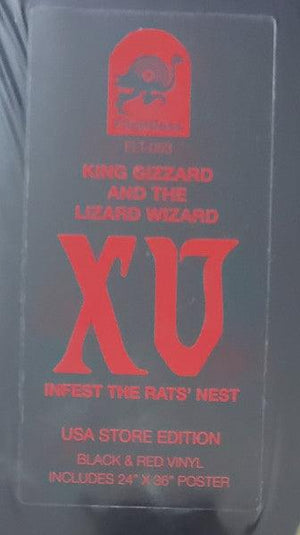 KING GIZZARD
AND THE
LIZARD WIZARD
XV
INFEST THE RATS' NEST
USA STORE EDITION
BLACK & RED VINYL
INCLUDES 24" X 36" POSTER